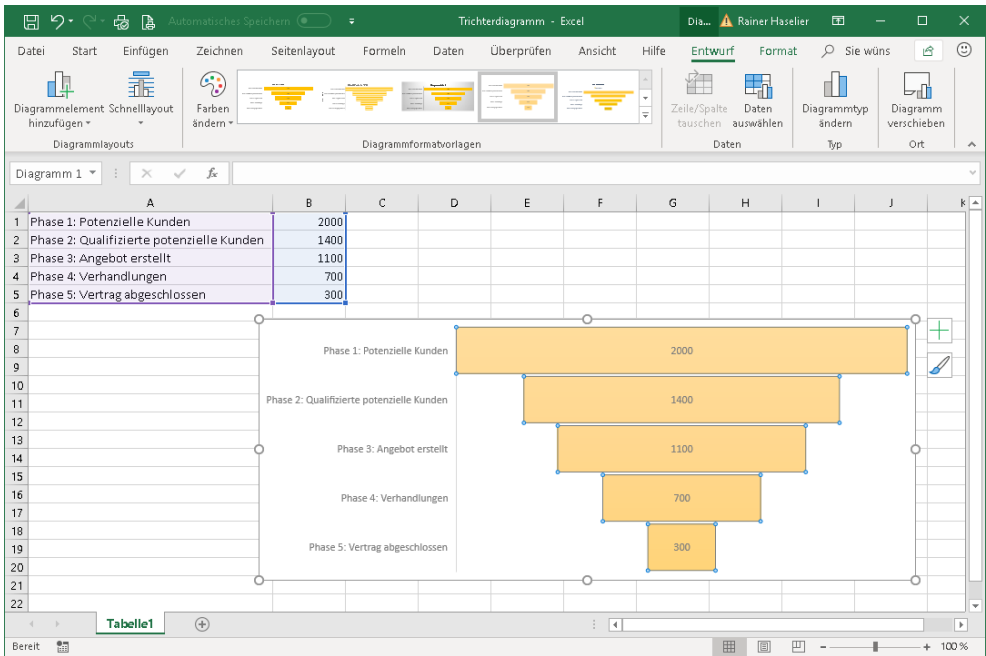 Automatisches Speichern Trichterdiagramm - Excel Dia... Rainer Haselier
Datei Start Einfügen Zeichnen Seitenlayout Formeln Daten Überprüfen Ansicht Hilfe Entwurf Format Sie wüns
Diagrammelement hinzufügen
Schnelllayout
Farben ändern
Zeile/Spalte tauschen
Daten auswählen
Diagrammtyp ändern
Diagramm verschieben
Diagrammlayouts Diagrammformatvorlagen Daten Typ Ort
Diagramm 1 fx
A B C D E F G H I J K
1 Phase 1: Potenzielle Kunden 2000
2 Phase 2: Qualifizierte potenzielle Kunden 1400
3 Phase 3: Angebot erstellt 1100
4 Phase 4: Verhandlungen 700
5 Phase 5: Vertrag abgeschlossen 300
6
7
8
9
10
11
12
13
14
15
16
17
18
19
20
21
22
Phase 1: Potenzielle Kunden 2000
Phase 2: Qualifizierte potenzielle Kunden 1400
Phase 3: Angebot erstellt 1100
Phase 4: Verhandlungen 700
Phase 5: Vertrag abgeschlossen 300
Tabelle1
Bereit 100 %